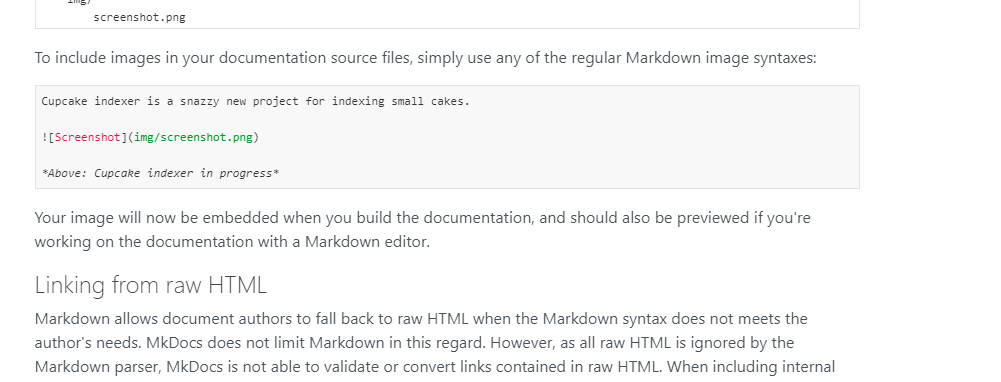 screenshot.png
To include images in your documentation source files, simply use any of the regular Markdown image syntaxes:
Cupcake indexer is a snazzy new project for indexing small cakes.
![Screenshot](img/screenshot.png)
*Above: Cupcake indexer in progress*
Your image will now be embedded when you build the documentation, and should also be previewed if you're
working on the documentation with a Markdown editor.
Linking from raw HTML
Markdown allows document authors to fall back to raw HTML when the Markdown syntax does not meets the
author's needs. MkDocs does not limit Markdown in this regard. However, as all raw HTML is ignored by the
Markdown parser, MkDocs is not able to validate or convert links contained in raw HTML. When including internal